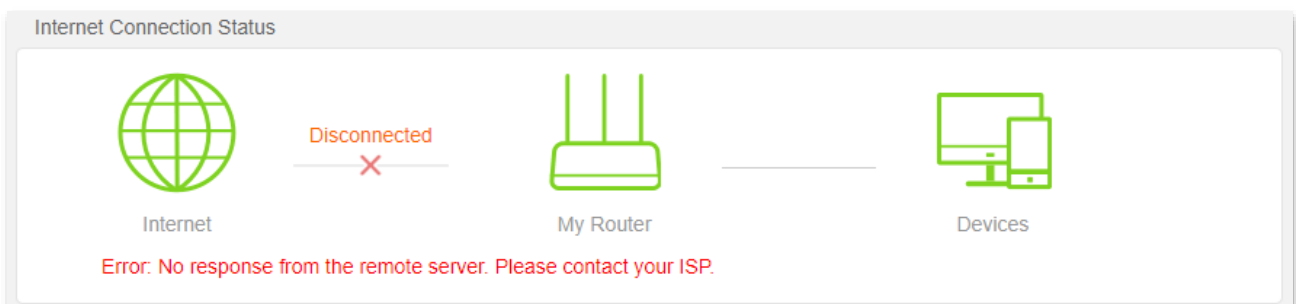 Internet Connection Status
Disconnected
Internet
My Router
Devices
Error: No response from the remote server. Please contact your ISP.